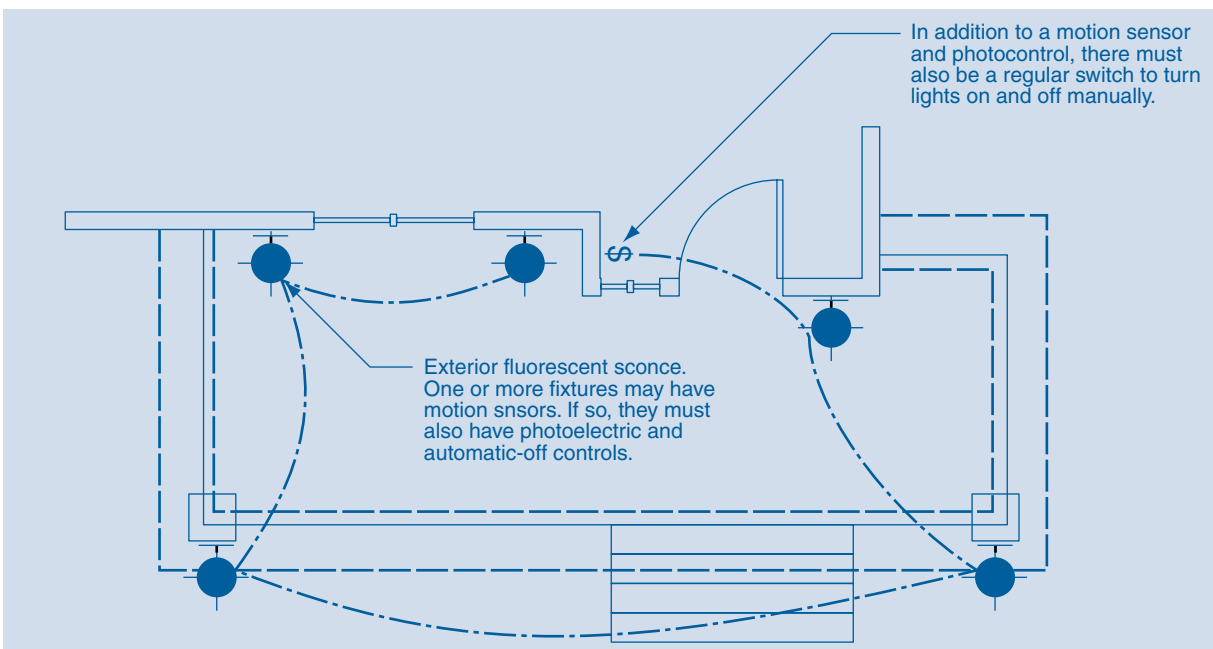 In addition to a motion sensor
and photocontrol, there must
also be a regular switch to turn
lights on and off manually.
S
Exterior fluorescent sconce.
One or more fixtures may have
motion snsors. If so, they must
also have photoelectric and
automatic-off controls.